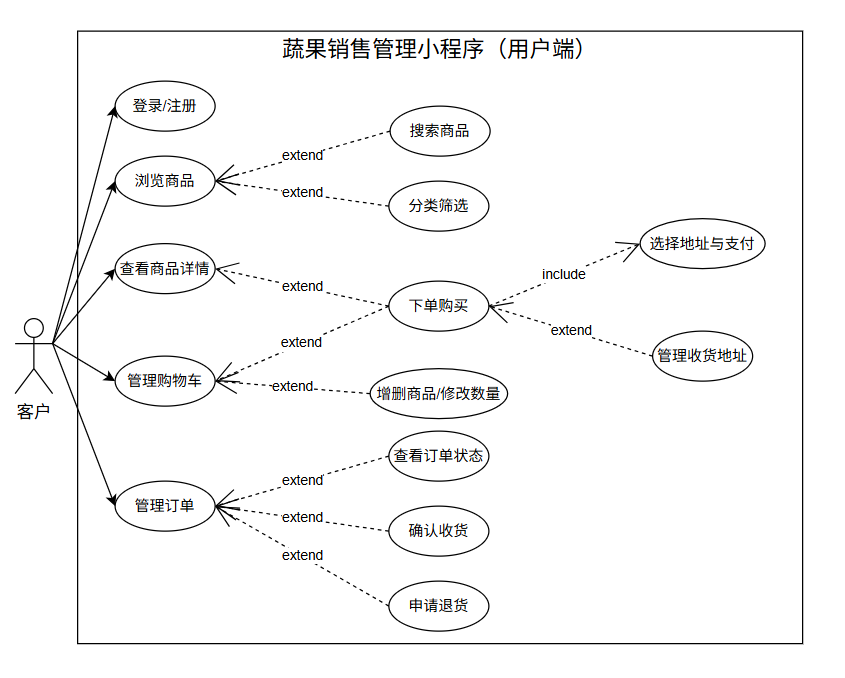 蔬果销售管理小程序（用户端）
登录/注册
搜索商品
extend
浏览商品
extend
分类筛选
选择地址与支付
查看商品详情
include
extend
下单购买
extend
extend
管理收货地址
管理购物车
extend
增删商品/修改数量
客户
查看订单状态
extend
管理订单
extend
确认收货
extend
申请退货